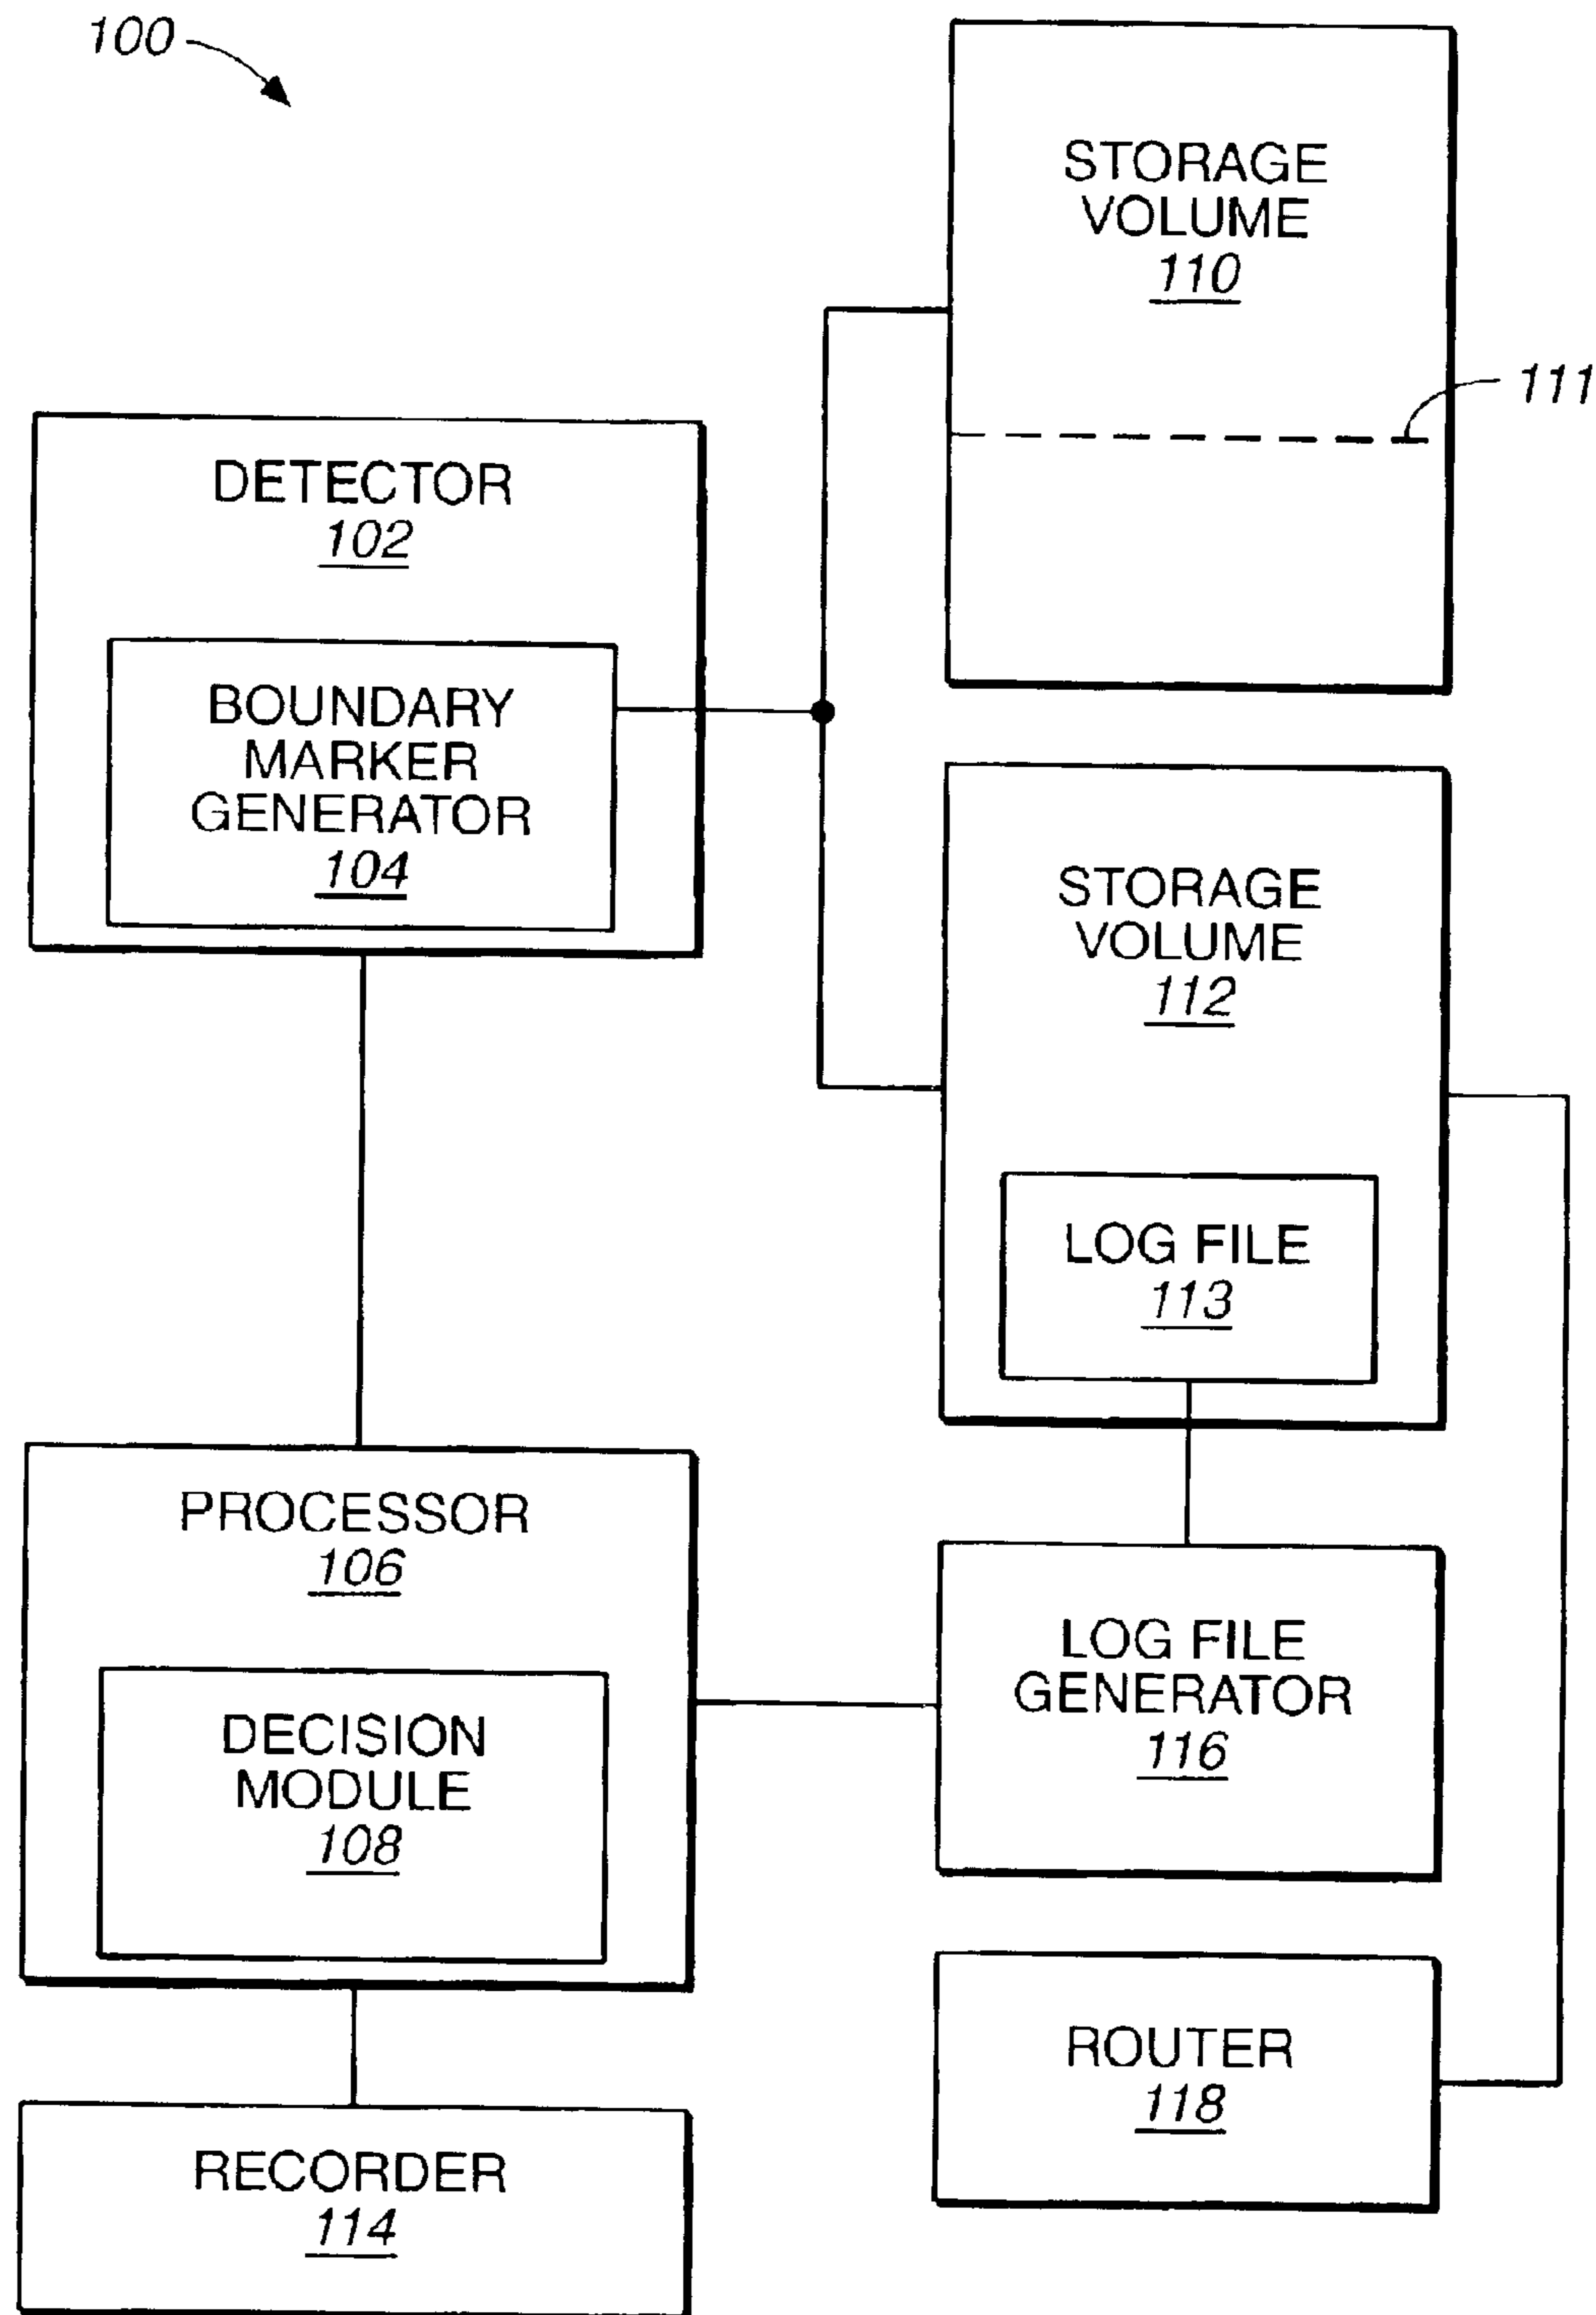 100
STORAGE
VOLUME
110
111
DETECTOR
102
BOUNDARY
MARKER
GENERATOR
104
STORAGE
VOLUME
112
LOG FILE
113
PROCESSOR
106
DECISION
MODULE
108
LOG FILE
GENERATOR
116
ROUTER
118
RECORDER
114